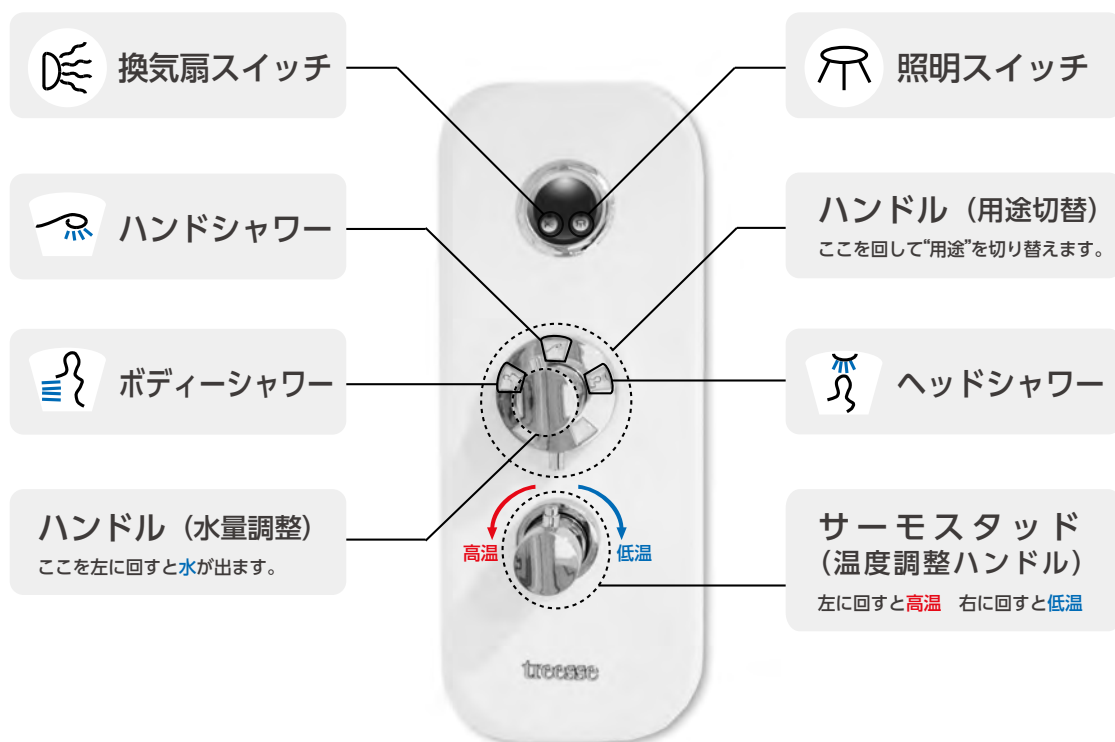 換気扇スイッチ
照明スイッチ
ハンドシャワー
ハンドル（用途切替）
ここを回して“用途”を切り替えます。
ボディーシャワー
ヘッドシャワー
ハンドル（水量調整）
ここを左に回すと水が出ます。
高温
低温
サーモスタッド
（温度調整ハンドル）
左に回すと高温　右に回すと低温
treesse